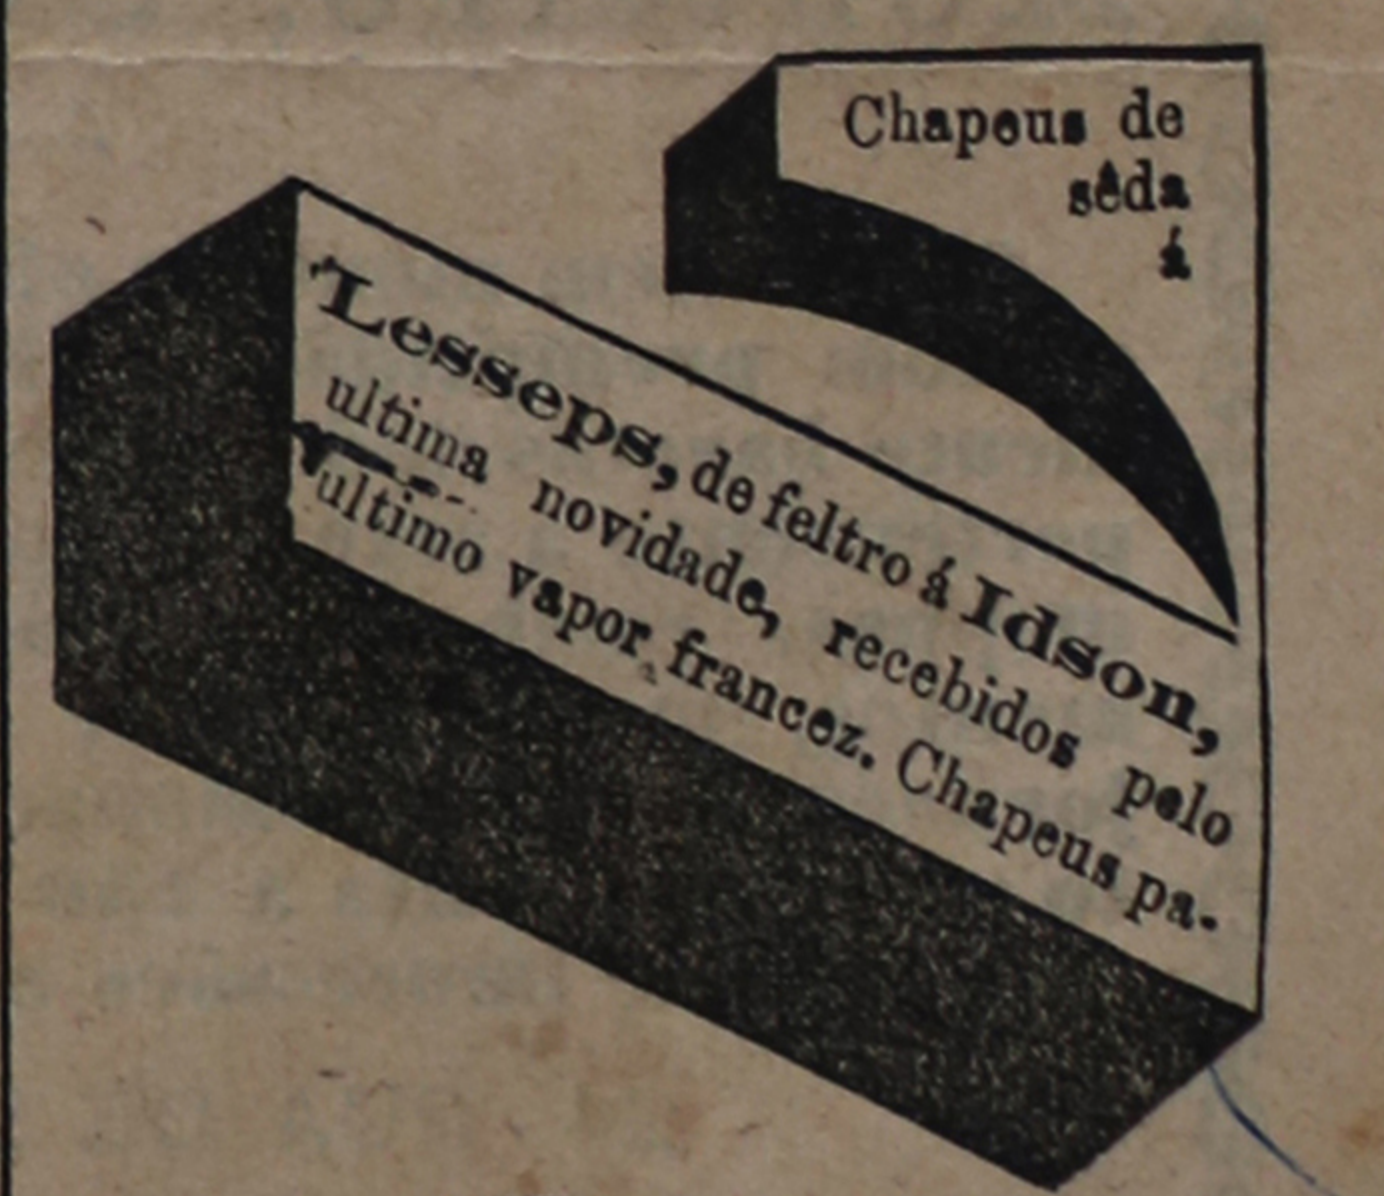 Chapeus de
sêda
á
Lesseps, de feltro á Idson,
ultima novidade, recebidos pelo
ultimo vapor francez. Chapeus pa-